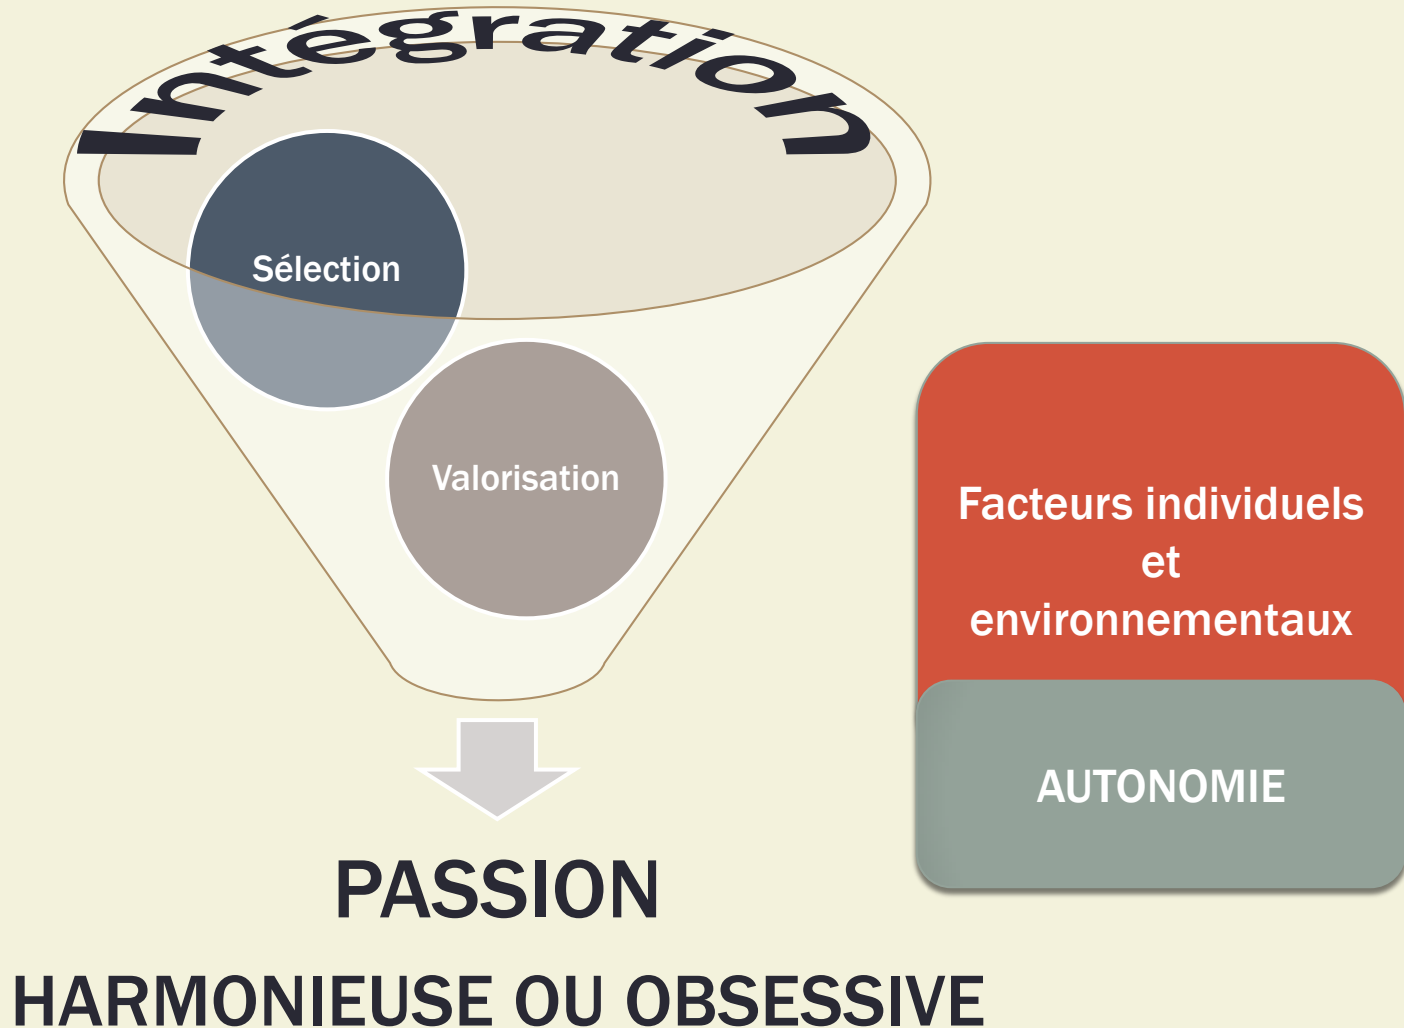 Intégration
Sélection
Valorisation
Facteurs individuels
et
environnementaux
AUTONOMIE
PASSION
HARMONIEUSE OU OBSESSIVE